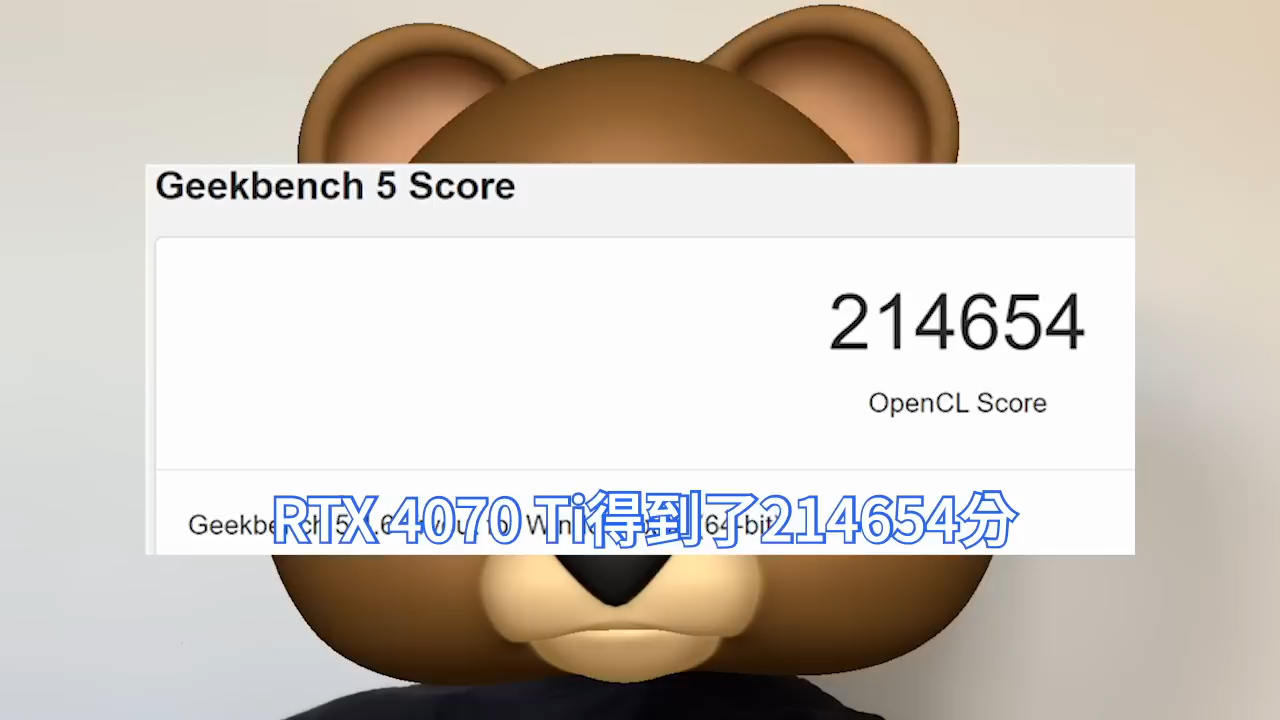 Geekbench 5 Score
214654
OpenCL Score
RTX 4070 Ti得到了214654分